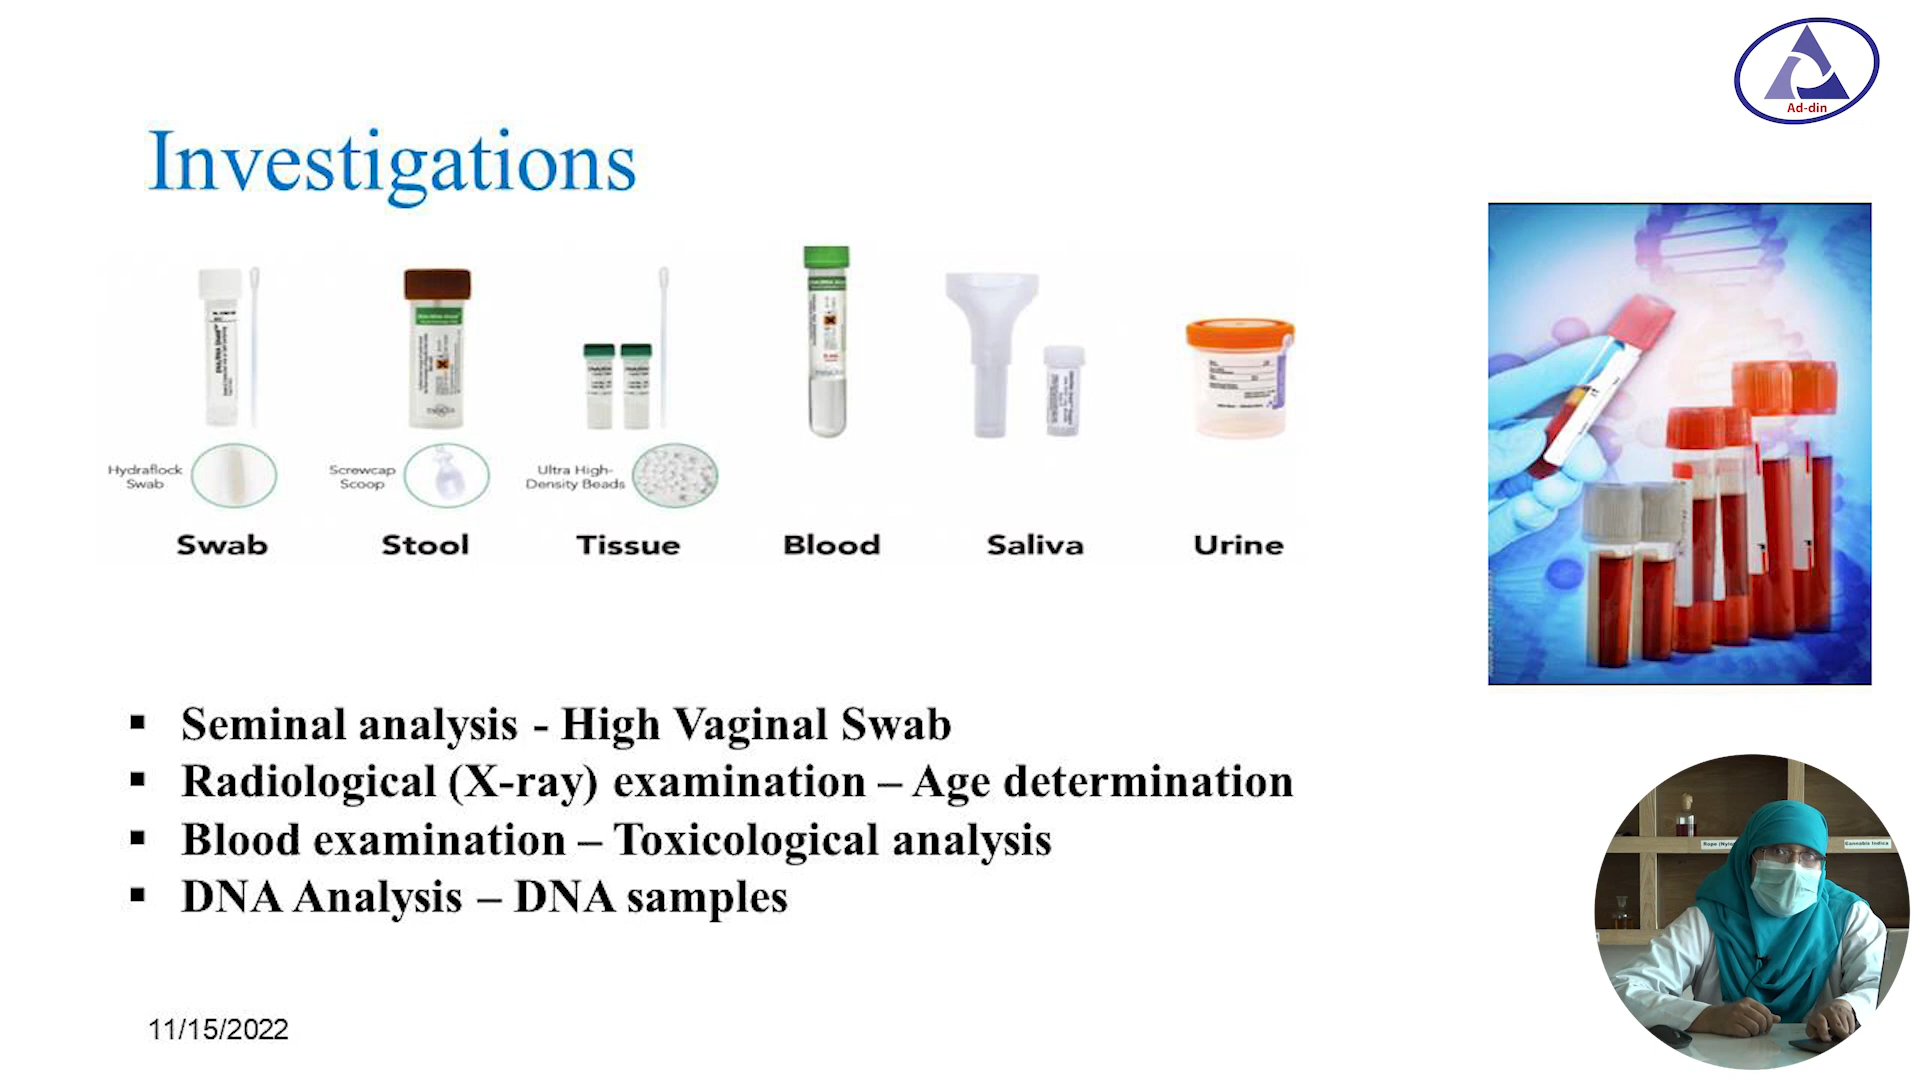 Ad-din
Investigations
Hydraflock
Swab
Screwcap
Scoop
Ultra High-
Density Beads
Swab
Stool
Tissue
Blood
Saliva
Urine
▪ Seminal analysis - High Vaginal Swab
▪ Radiological (X-ray) examination – Age determination
▪ Blood examination – Toxicological analysis
▪ DNA Analysis – DNA samples
Cannabis Indica
11/15/2022